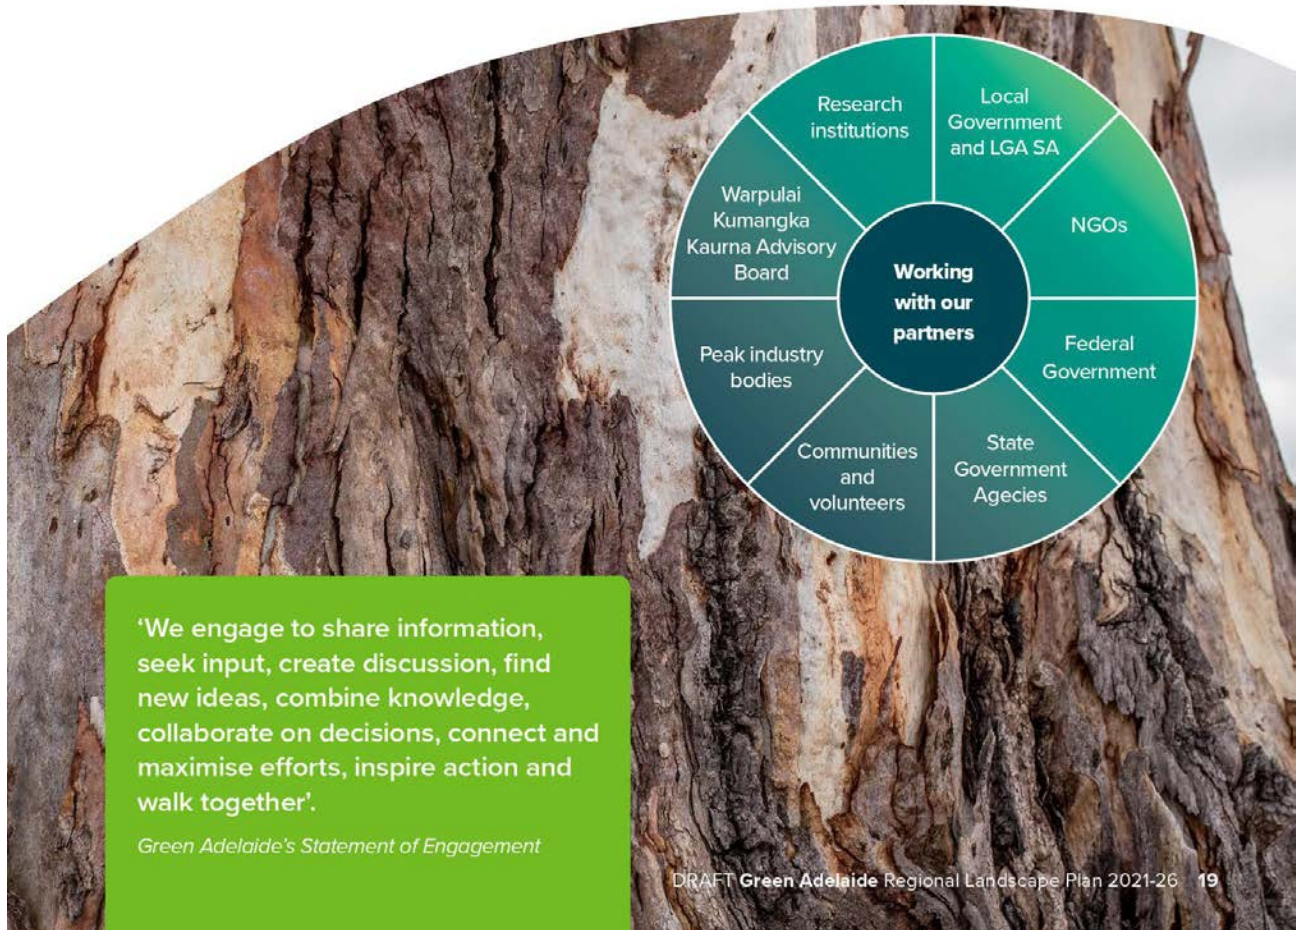 Research
institutions
Local
Government
and LGA SA
Warpulai
Kumangka
Kaurna Advisory
Board
NGOs
Working
with our
partners
Peak industry
bodies
Federal
Government
Communities
and
volunteers
State
Government
Agecies
‘We engage to share information,
seek input, create discussion, find
new ideas, combine knowledge,
collaborate on decisions, connect and
maximise efforts, inspire action and
walk together’.
Green Adelaide’s Statement of Engagement
DRAFT Green Adelaide Regional Landscape Plan 2021-26 19